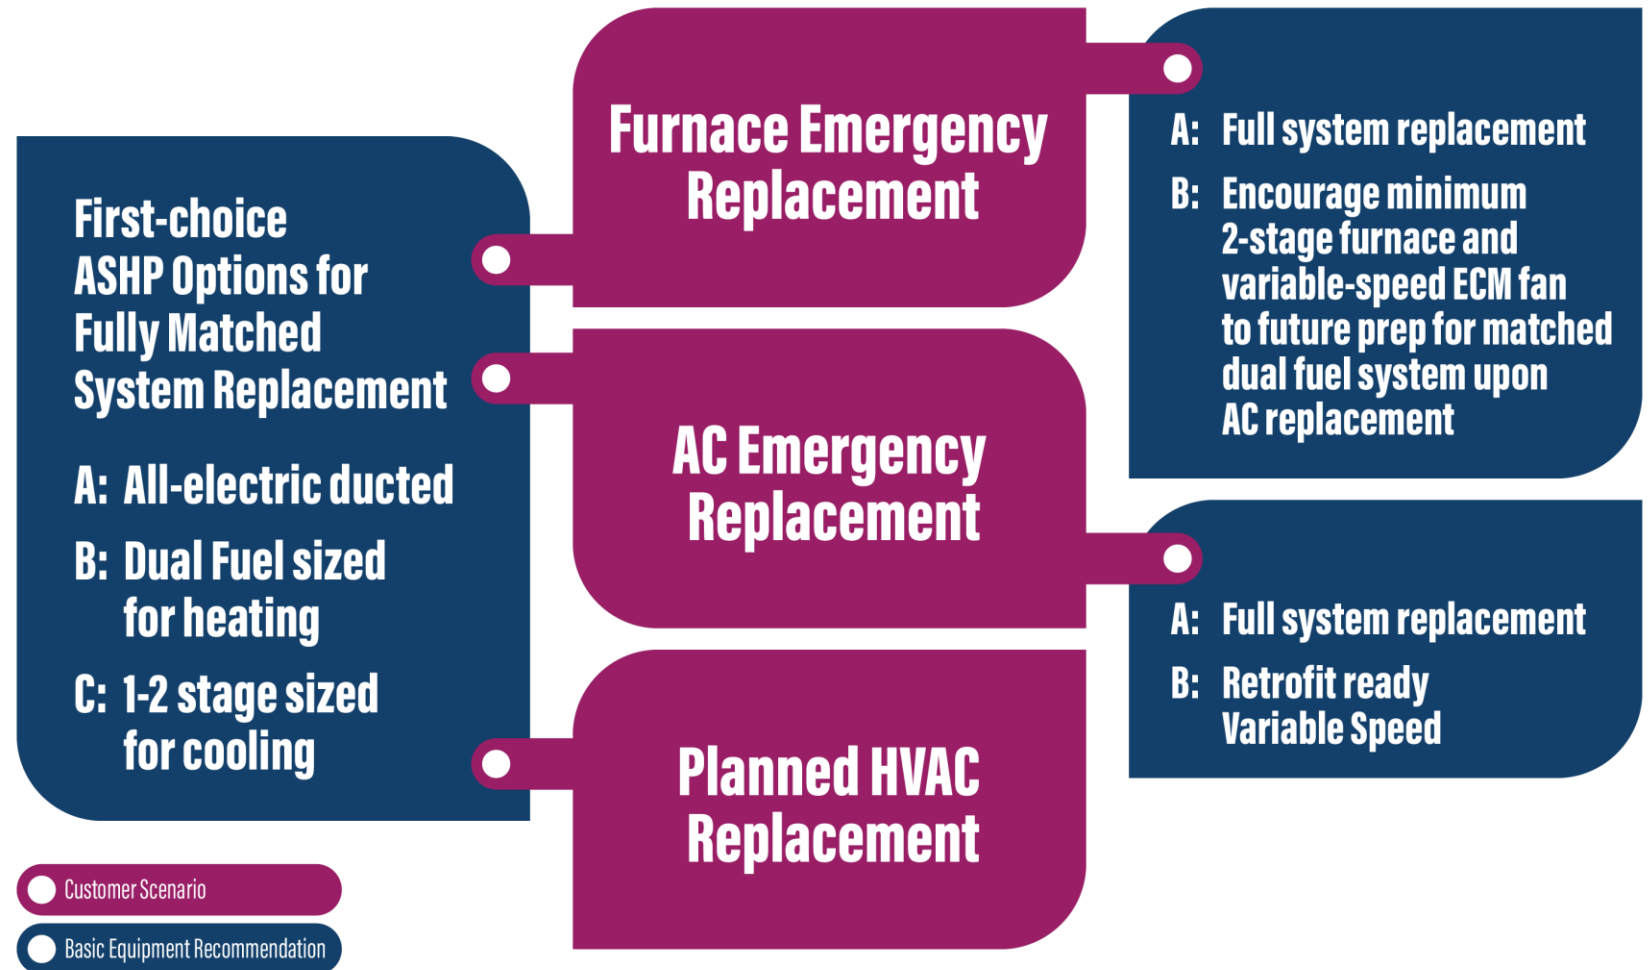 First-choice
ASHP Options for
Fully Matched
System Replacement
A: All-electric ducted
B: Dual Fuel sized
for heating
C: 1-2 stage sized
for cooling
Furnace Emergency
Replacement
AC Emergency
Replacement
Planned HVAC
Replacement
A: Full system replacement
B: Encourage minimum
2-stage furnace and
variable-speed ECM fan
to future prep for matched
dual fuel system upon
AC replacement
A: Full system replacement
B: Retrofit ready
Variable Speed
Customer Scenario
Basic Equipment Recommendation